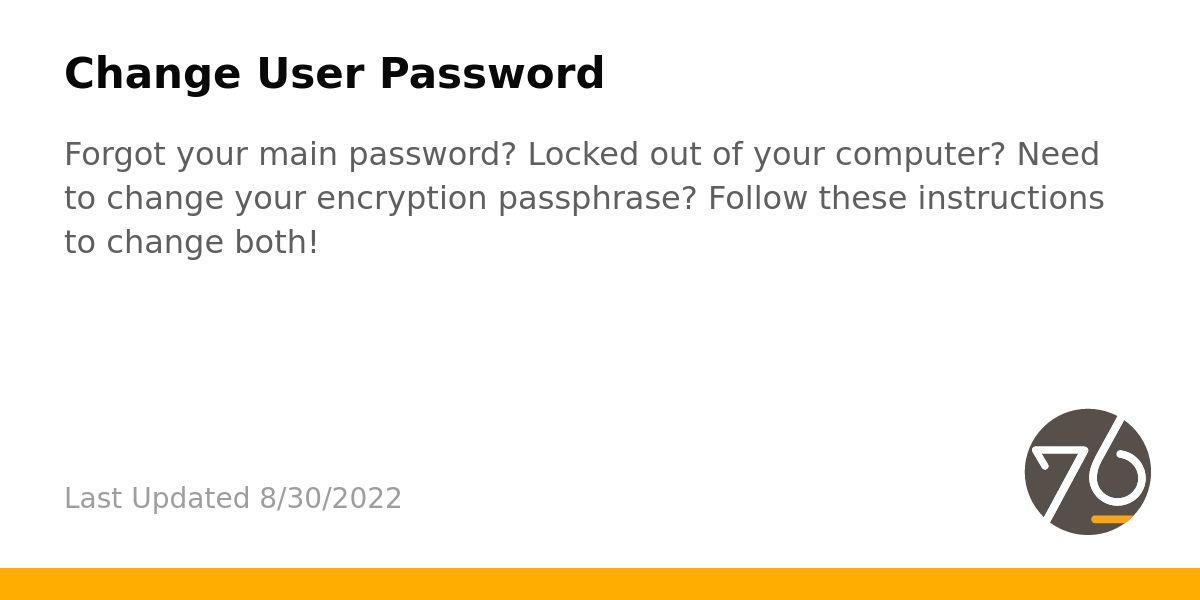 Change User Password
Forgot your main password? Locked out of your computer? Need
to change your encryption passphrase? Follow these instructions
to change both!
Last Updated 8/30/2022
76